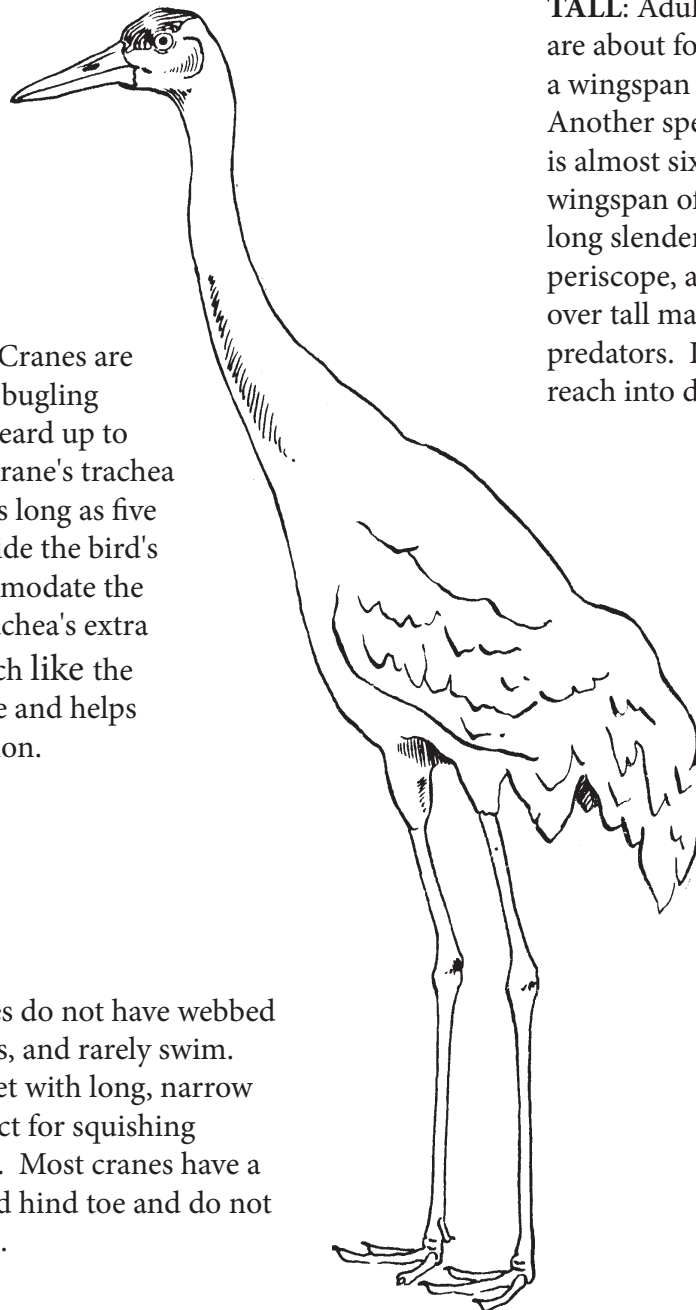 TALL: Adul
are about fo
a wingspan
Another spe
is almost six
wingspan of
long slender
periscope, a
over tall ma
predators. I
reach into d
Cranes are
bugling
eard up to
rane's trachea
s long as five
ide the bird's
modate the
achea's extra
ch like the
e and helps
on.
es do not have webbed
s, and rarely swim.
et with long, narrow
ct for squishing
. Most cranes have a
d hind toe and do not
.